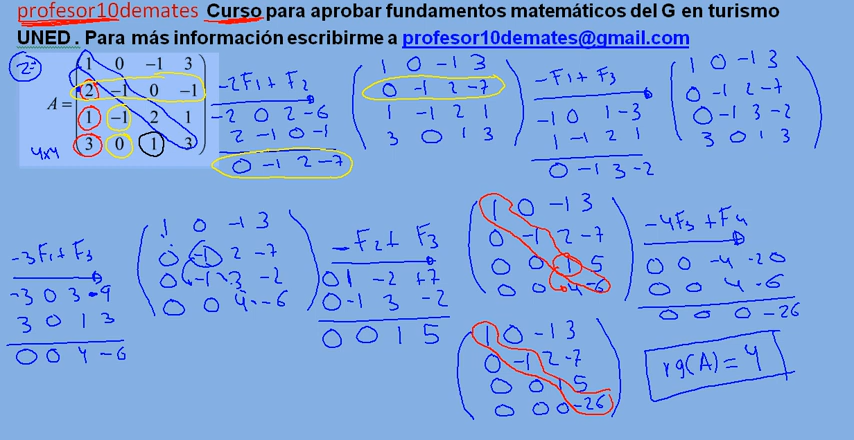 profesor10demates Curso para aprobar fundamentos matemáticos del G en turismo
UNED . Para más información escribirme a profesor10demates@gmail.com
2=
A =
1 0 -1 3
2 -1 0 -1
1 -1 2 1
3 0 1 3
4x4
-2F1 + F2
-2 0 2 -6
2 -1 0 -1
0 -1 2 -7
1 0 -1 3
0 -1 2 -7
1 -1 2 1
3 0 1 3
-F1 + F3
-1 0 1 -3
1 -1 2 1
0 -1 3 -2
1 0 -1 3
0 -1 2 -7
0 -1 3 -2
3 0 1 3
-3F1 + F3
-3 0 3 -9
3 0 1 3
0 0 4 -6
1 0 -1 3
0 -1 2 -7
0 -1 3 -2
0 0 4 -6
-F2 + F3
0 1 -2 +7
0 -1 3 -2
0 0 1 5
1 0 -1 3
0 -1 2 -7
0 0 1 5
0 0 4 -6
-4F3 + F4
0 0 -4 -20
0 0 4 -6
0 0 0 -26
1 0 -1 3
0 -1 2 -7
0 0 1 5
0 0 0 -26
rg(A) = 4